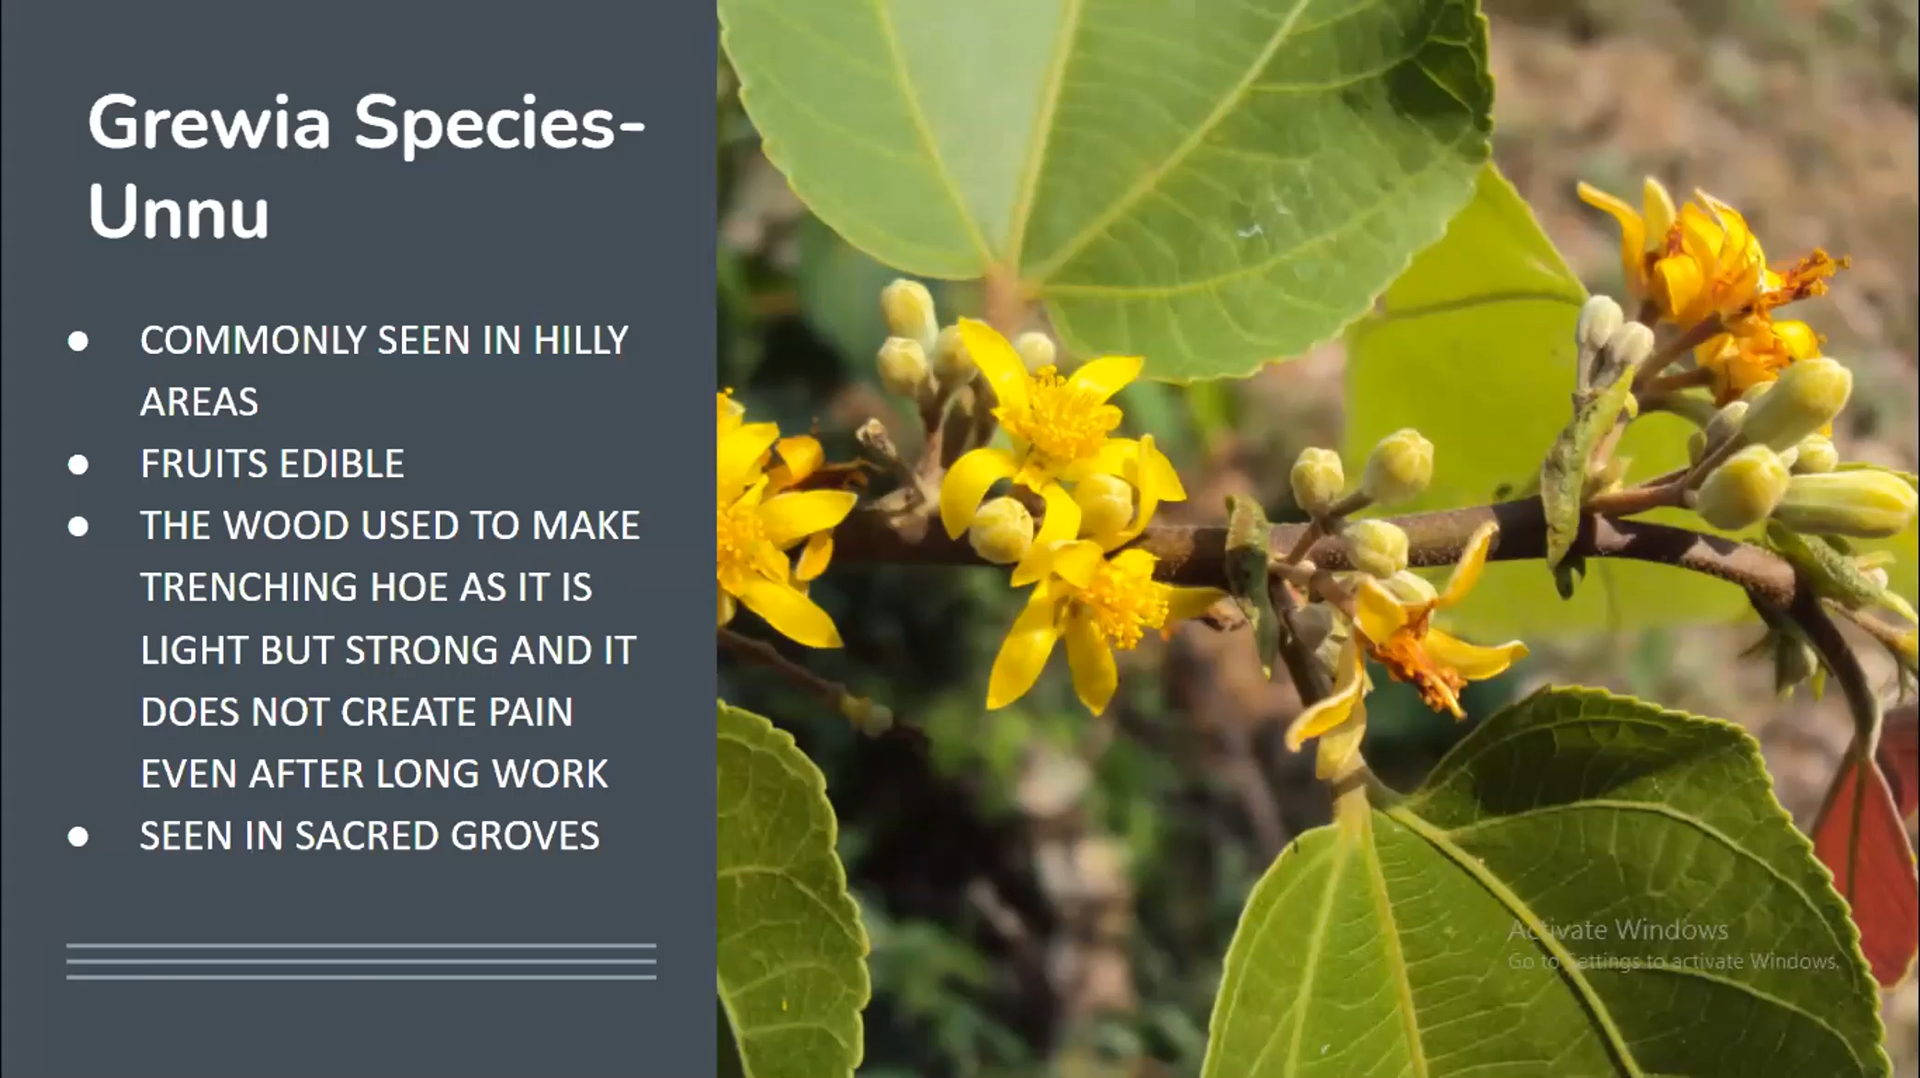 Grewia Species-
Unnu
● COMMONLY SEEN IN HILLY
AREAS
● FRUITS EDIBLE
● THE WOOD USED TO MAKE
TRENCHING HOE AS IT IS
LIGHT BUT STRONG AND IT
DOES NOT CREATE PAIN
EVEN AFTER LONG WORK
● SEEN IN SACRED GROVES
Activate Windows
Go to Settings to activate Windows.